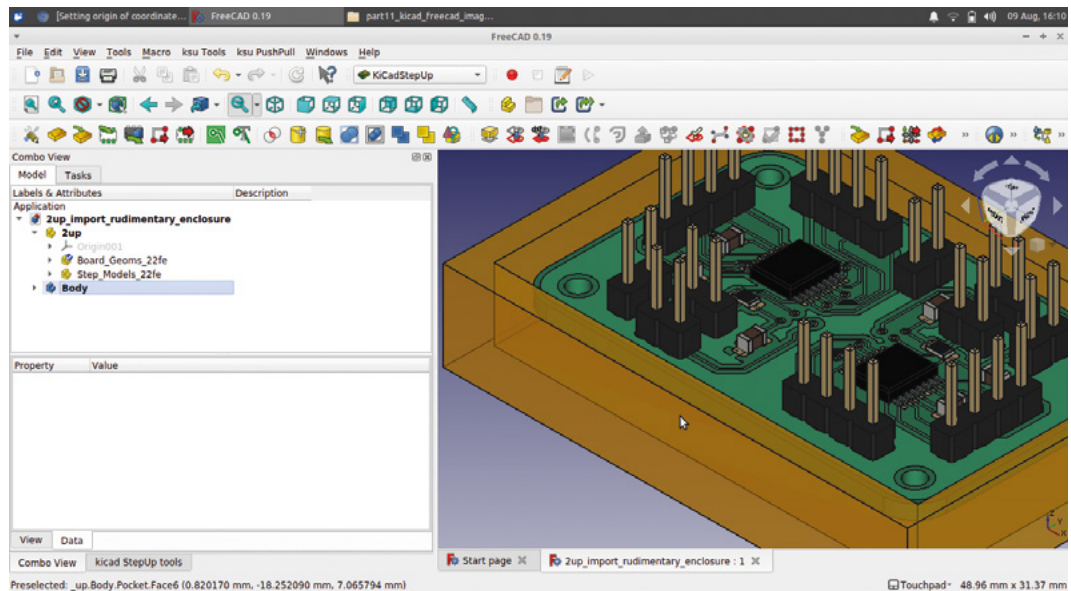 [Setting origin of coordinate... FreeCAD 0.19 part11_kicad_freecad_imag... 09 Aug, 16:10
FreeCAD 0.19
File Edit View Tools Macro ksu Tools ksu PushPull Windows Help
KiCadStepUp
Combo View
Model Tasks
Labels & Attributes Description
Application
2up_import_rudimentary_enclosure
2up
Origin001
Board_Geoms_22fe
Step_Models_22fe
Body
Property Value
View Data
Combo View kicad StepUp tools
Start page 2up_import_rudimentary_enclosure : 1
Preselected: _up.Body.Pocket.Face6 (0.820170 mm, -18.252090 mm, 7.065794 mm) Touchpad 48.96 mm x 31.37 mm
Z
Y
X